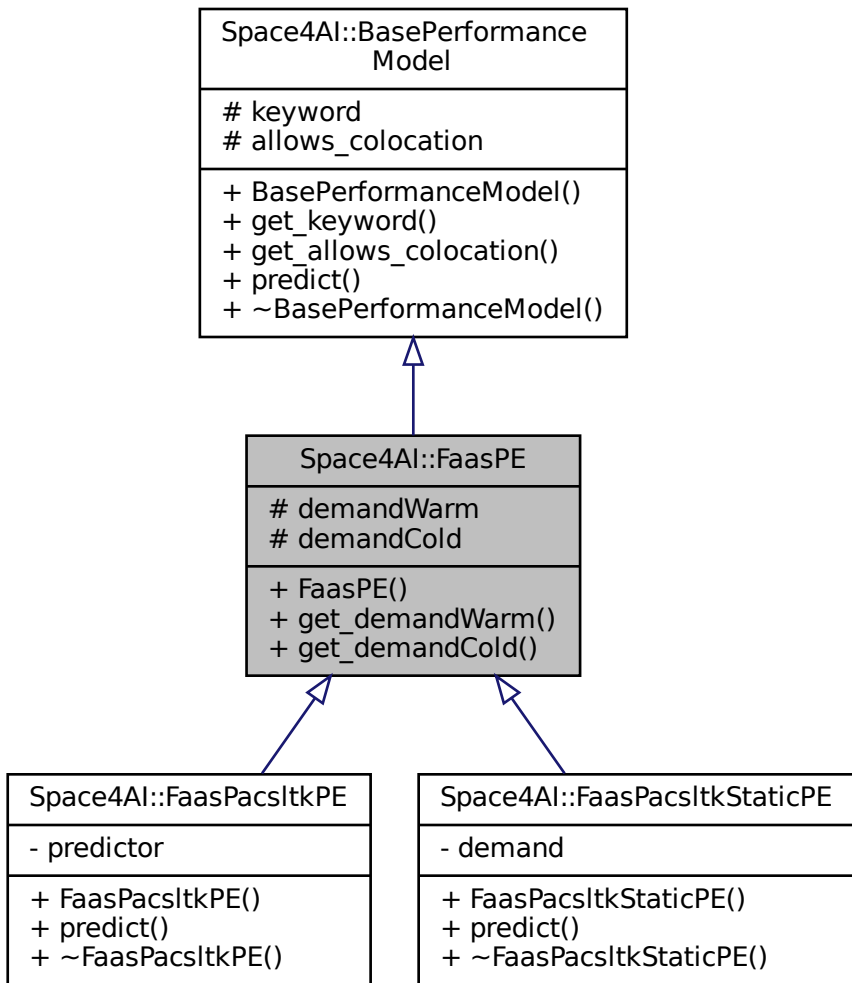 Space4AI::BasePerformance
Model
# keyword
# allows_colocation
+ BasePerformanceModel()
+ get_keyword()
+ get_allows_colocation()
+ predict()
+ ~BasePerformanceModel()
Space4AI::FaasPE
# demandWarm
# demandCold
+ FaasPE()
+ get_demandWarm()
+ get_demandCold()
Space4AI::FaasPacsltkPE
- predictor
+ FaasPacsltkPE()
+ predict()
+ ~FaasPacsltkPE()
Space4AI::FaasPacsltkStaticPE
- demand
+ FaasPacsltkStaticPE()
+ predict()
+ ~FaasPacsltkStaticPE()